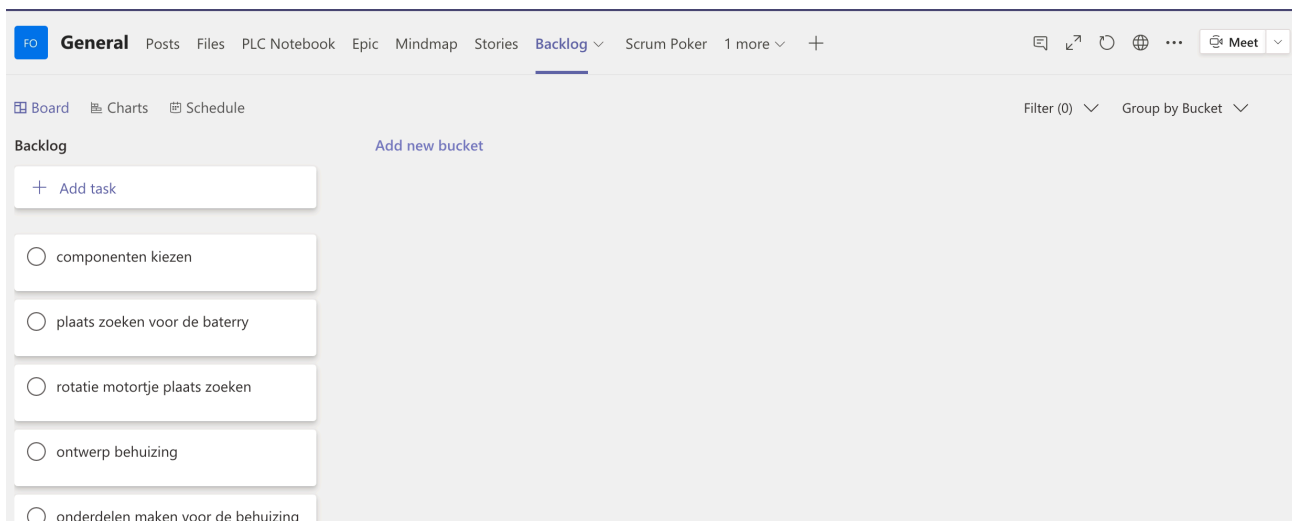 FO General Posts Files PLC Notebook Epic Mindmap Stories Backlog Scrum Poker 1 more Meet
Board Charts Schedule Filter (0) Group by Bucket
Backlog Add new bucket
Add task
componenten kiezen
plaats zoeken voor de baterry
rotatie motortje plaats zoeken
ontwerp behuizing
onderdelen maken voor de behuizing